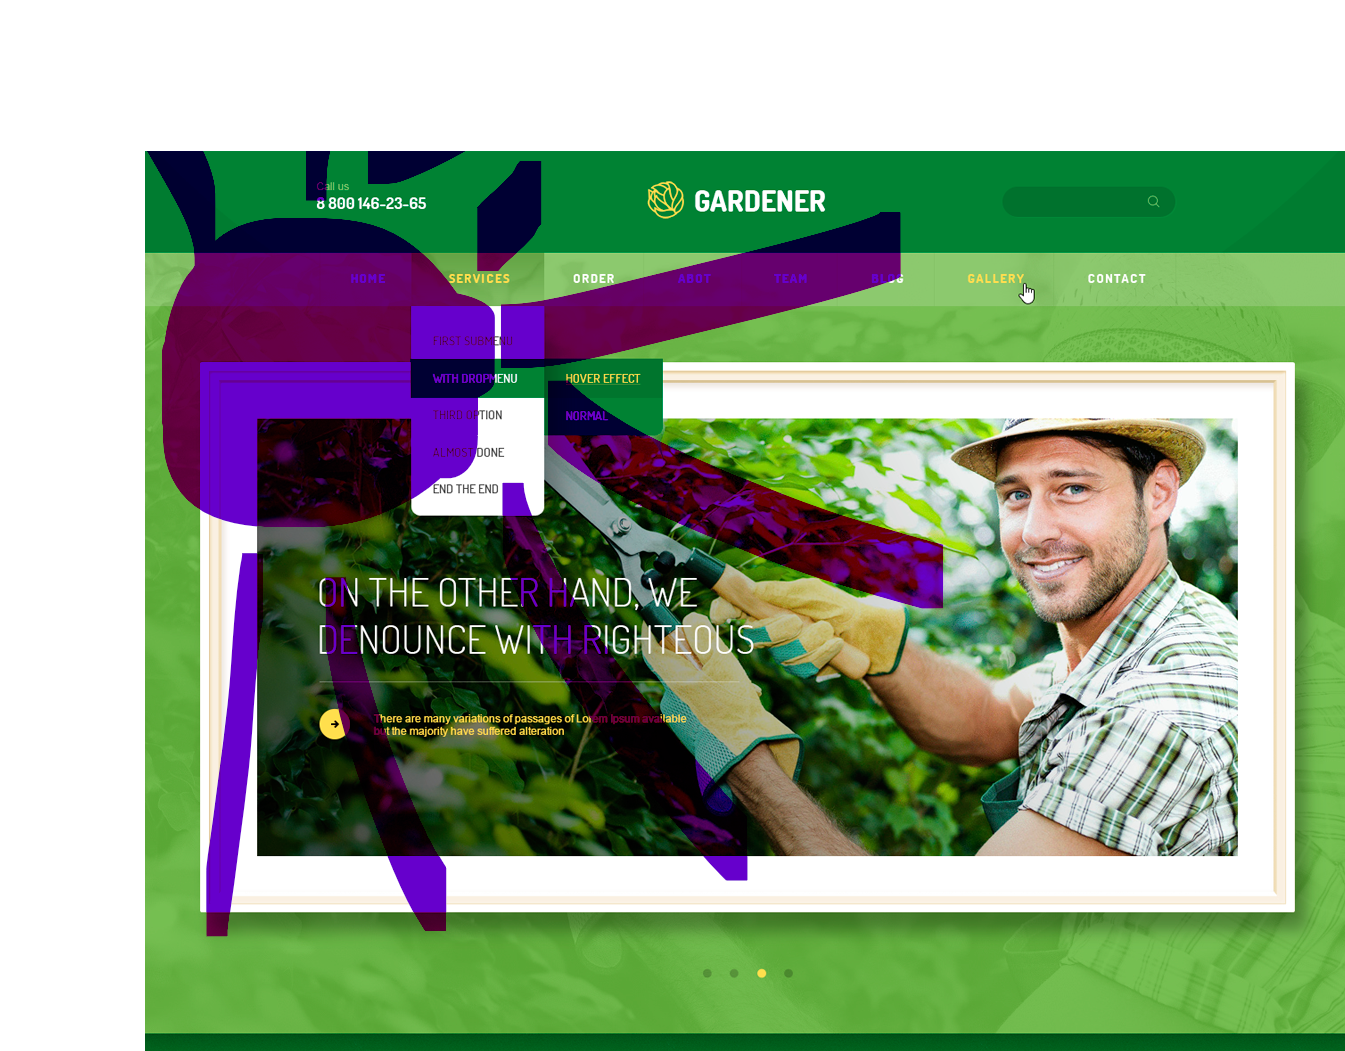 Call us
8 800 146-23-65
GARDENER
HOME SERVICES ORDER ABOT TEAM BLOG GALLERY CONTACT
FIRST SUBMENU
WITH DROPMENU HOVER EFFECT
THIRD OPTION NORMAL
ALMOST DONE
END THE END
ON THE OTHER HAND, WE
DENOUNCE WITH RIGHTEOUS
There are many variations of passages of Lorem Ipsum available
but the majority have suffered alteration